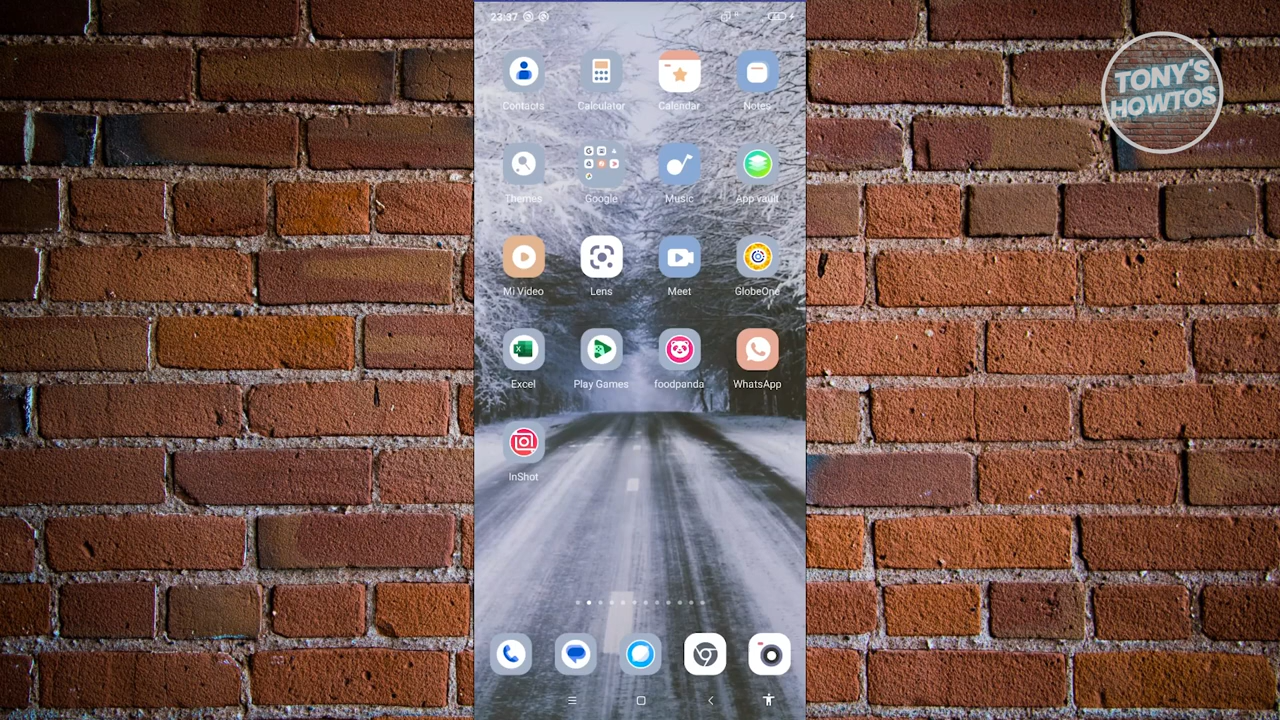 23:37
TONY'S
HOWTOS
Contacts
Calculator
Calendar
Notes
Themes
Google
Music
App vault
Mi Video
Lens
Meet
GlobeOne
Excel
Play Games
foodpanda
WhatsApp
InShot